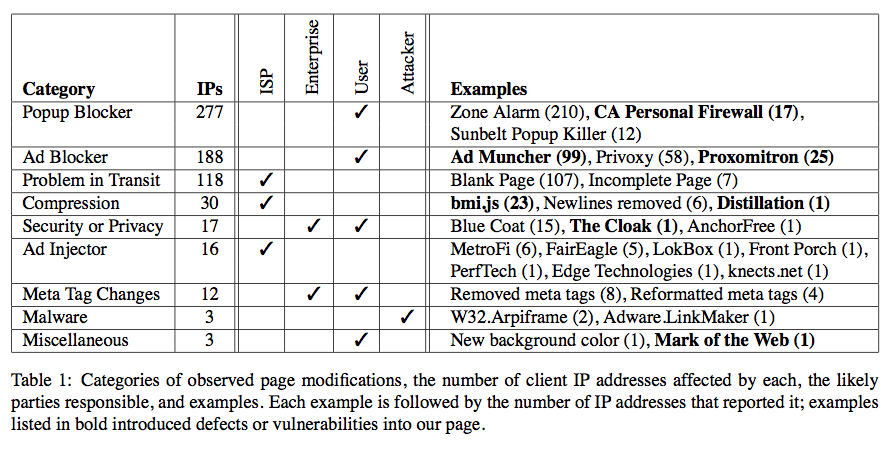 Category IPs ISP Enterprise User Attacker Examples
Popup Blocker 277 ✓ Zone Alarm (210), CA Personal Firewall (17),
Sunbelt Popup Killer (12)
Ad Blocker 188 ✓ Ad Muncher (99), Privoxy (58), Proxomitron (25)
Problem in Transit 118 ✓ Blank Page (107), Incomplete Page (7)
Compression 30 ✓ bmi.js (23), Newlines removed (6), Distillation (1)
Security or Privacy 17 ✓ ✓ Blue Coat (15), The Cloak (1), AnchorFree (1)
Ad Injector 16 ✓ MetroFi (6), FairEagle (5), LokBox (1), Front Porch (1),
PerfTech (1), Edge Technologies (1), knects.net (1)
Meta Tag Changes 12 ✓ ✓ Removed meta tags (8), Reformatted meta tags (4)
Malware 3 ✓ W32.Arpiframe (2), Adware.LinkMaker (1)
Miscellaneous 3 ✓ New background color (1), Mark of the Web (1)
Table 1: Categories of observed page modifications, the number of client IP addresses affected by each, the likely
parties responsible, and examples. Each example is followed by the number of IP addresses that reported it; examples
listed in bold introduced defects or vulnerabilities into our page.